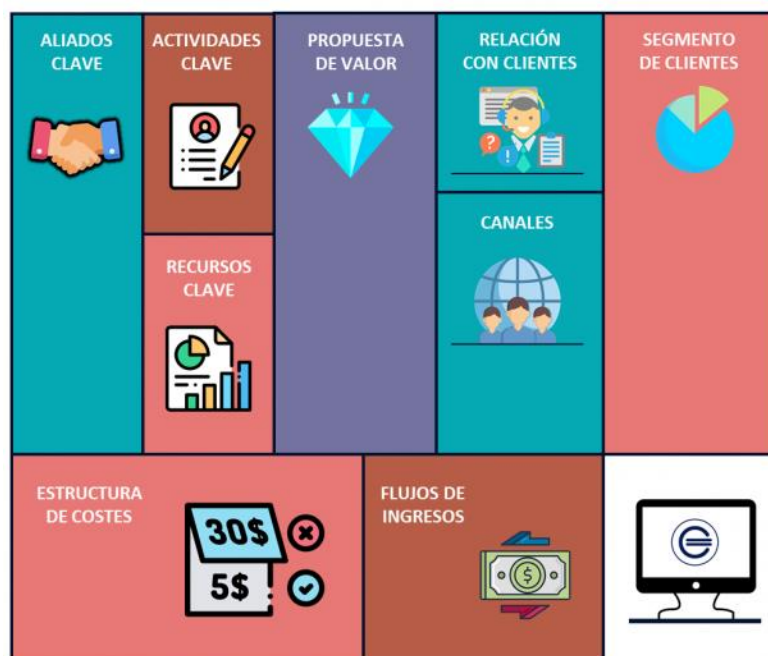 ALIADOS
CLAVE
ACTIVIDADES
CLAVE
PROPUESTA
DE VALOR
RELACIÓN
CON CLIENTES
SEGMENTO
DE CLIENTES
?
!
CANALES
RECURSOS
CLAVE
ESTRUCTURA
DE COSTES
30$
5$
FLUJOS DE
INGRESOS
$